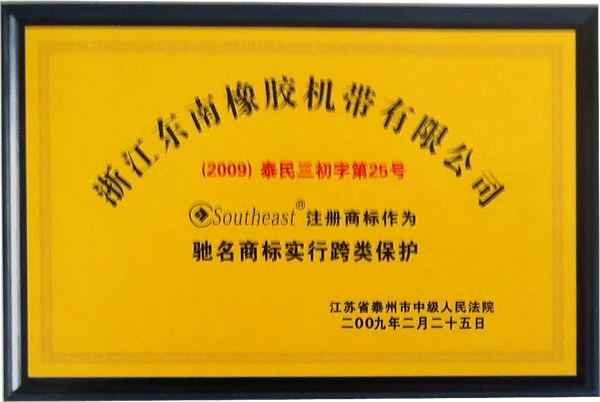 浙江东南橡胶机带有限公司
(2009) 泰民三初字第25号
Southeast® 注册商标作为
驰名商标实行跨类保护
江苏省泰州市中级人民法院
二00九年二月二十五日